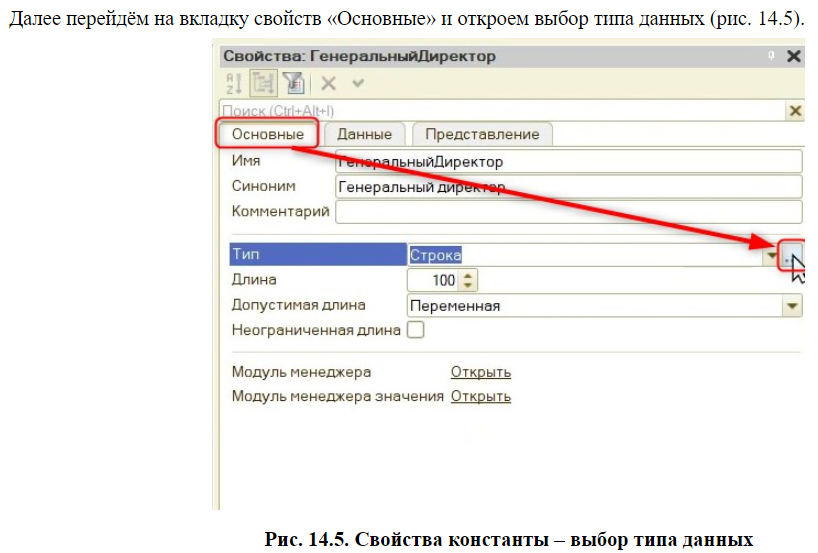 Далее перейдём на вкладку свойств «Основные» и откроем выбор типа данных (рис. 14.5).
Свойства: ГенеральныйДиректор
Поиск (Ctrl+Alt+I)
Основные Данные Представление
Имя ГенеральныйДиректор
Синоним Генеральный директор
Комментарий
Тип Строка ...
Длина 100
Допустимая длина Переменная
Неограниченная длина
Модуль менеджера Открыть
Модуль менеджера значения Открыть
Рис. 14.5. Свойства константы – выбор типа данных